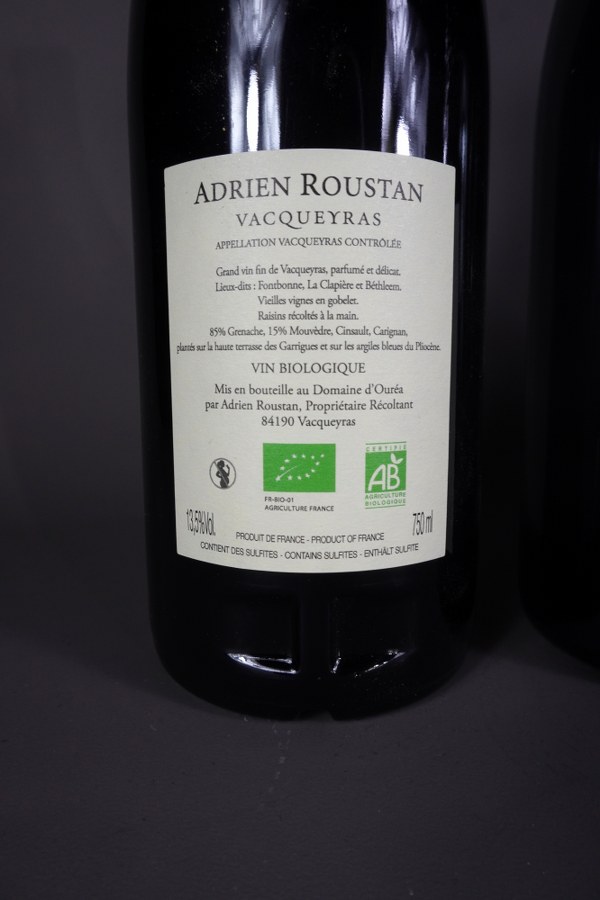 ADRIEN ROUSTAN
VACQUEYRAS
APPELLATION VACQUEYRAS CONTRÔLÉE
Grand vin fin de Vacqueyras, parfumé et délicat.
Lieux-dits : Fontbonne, La Clapière et Béthleem.
Vieilles vignes en gobelet.
Raisins récoltés à la main.
85% Grenache, 15% Mouvèdre, Cinsault, Carignan,
plantés sur la haute terrasse des Garrigues et sur les argiles bleues du Pliocène.
VIN BIOLOGIQUE
Mis en bouteille au Domaine d'Ouréa
par Adrien Roustan, Propriétaire Récoltant
84190 Vacqueyras
CERTIFIÉ
AB
AGRICULTURE
BIOLOGIQUE
FR-BIO-01
AGRICULTURE FRANCE
13,5%Vol.
750 ml
PRODUIT DE FRANCE - PRODUCT OF FRANCE
CONTIENT DES SULFITES - CONTAINS SULFITES - ENTHÄLT SULFITE